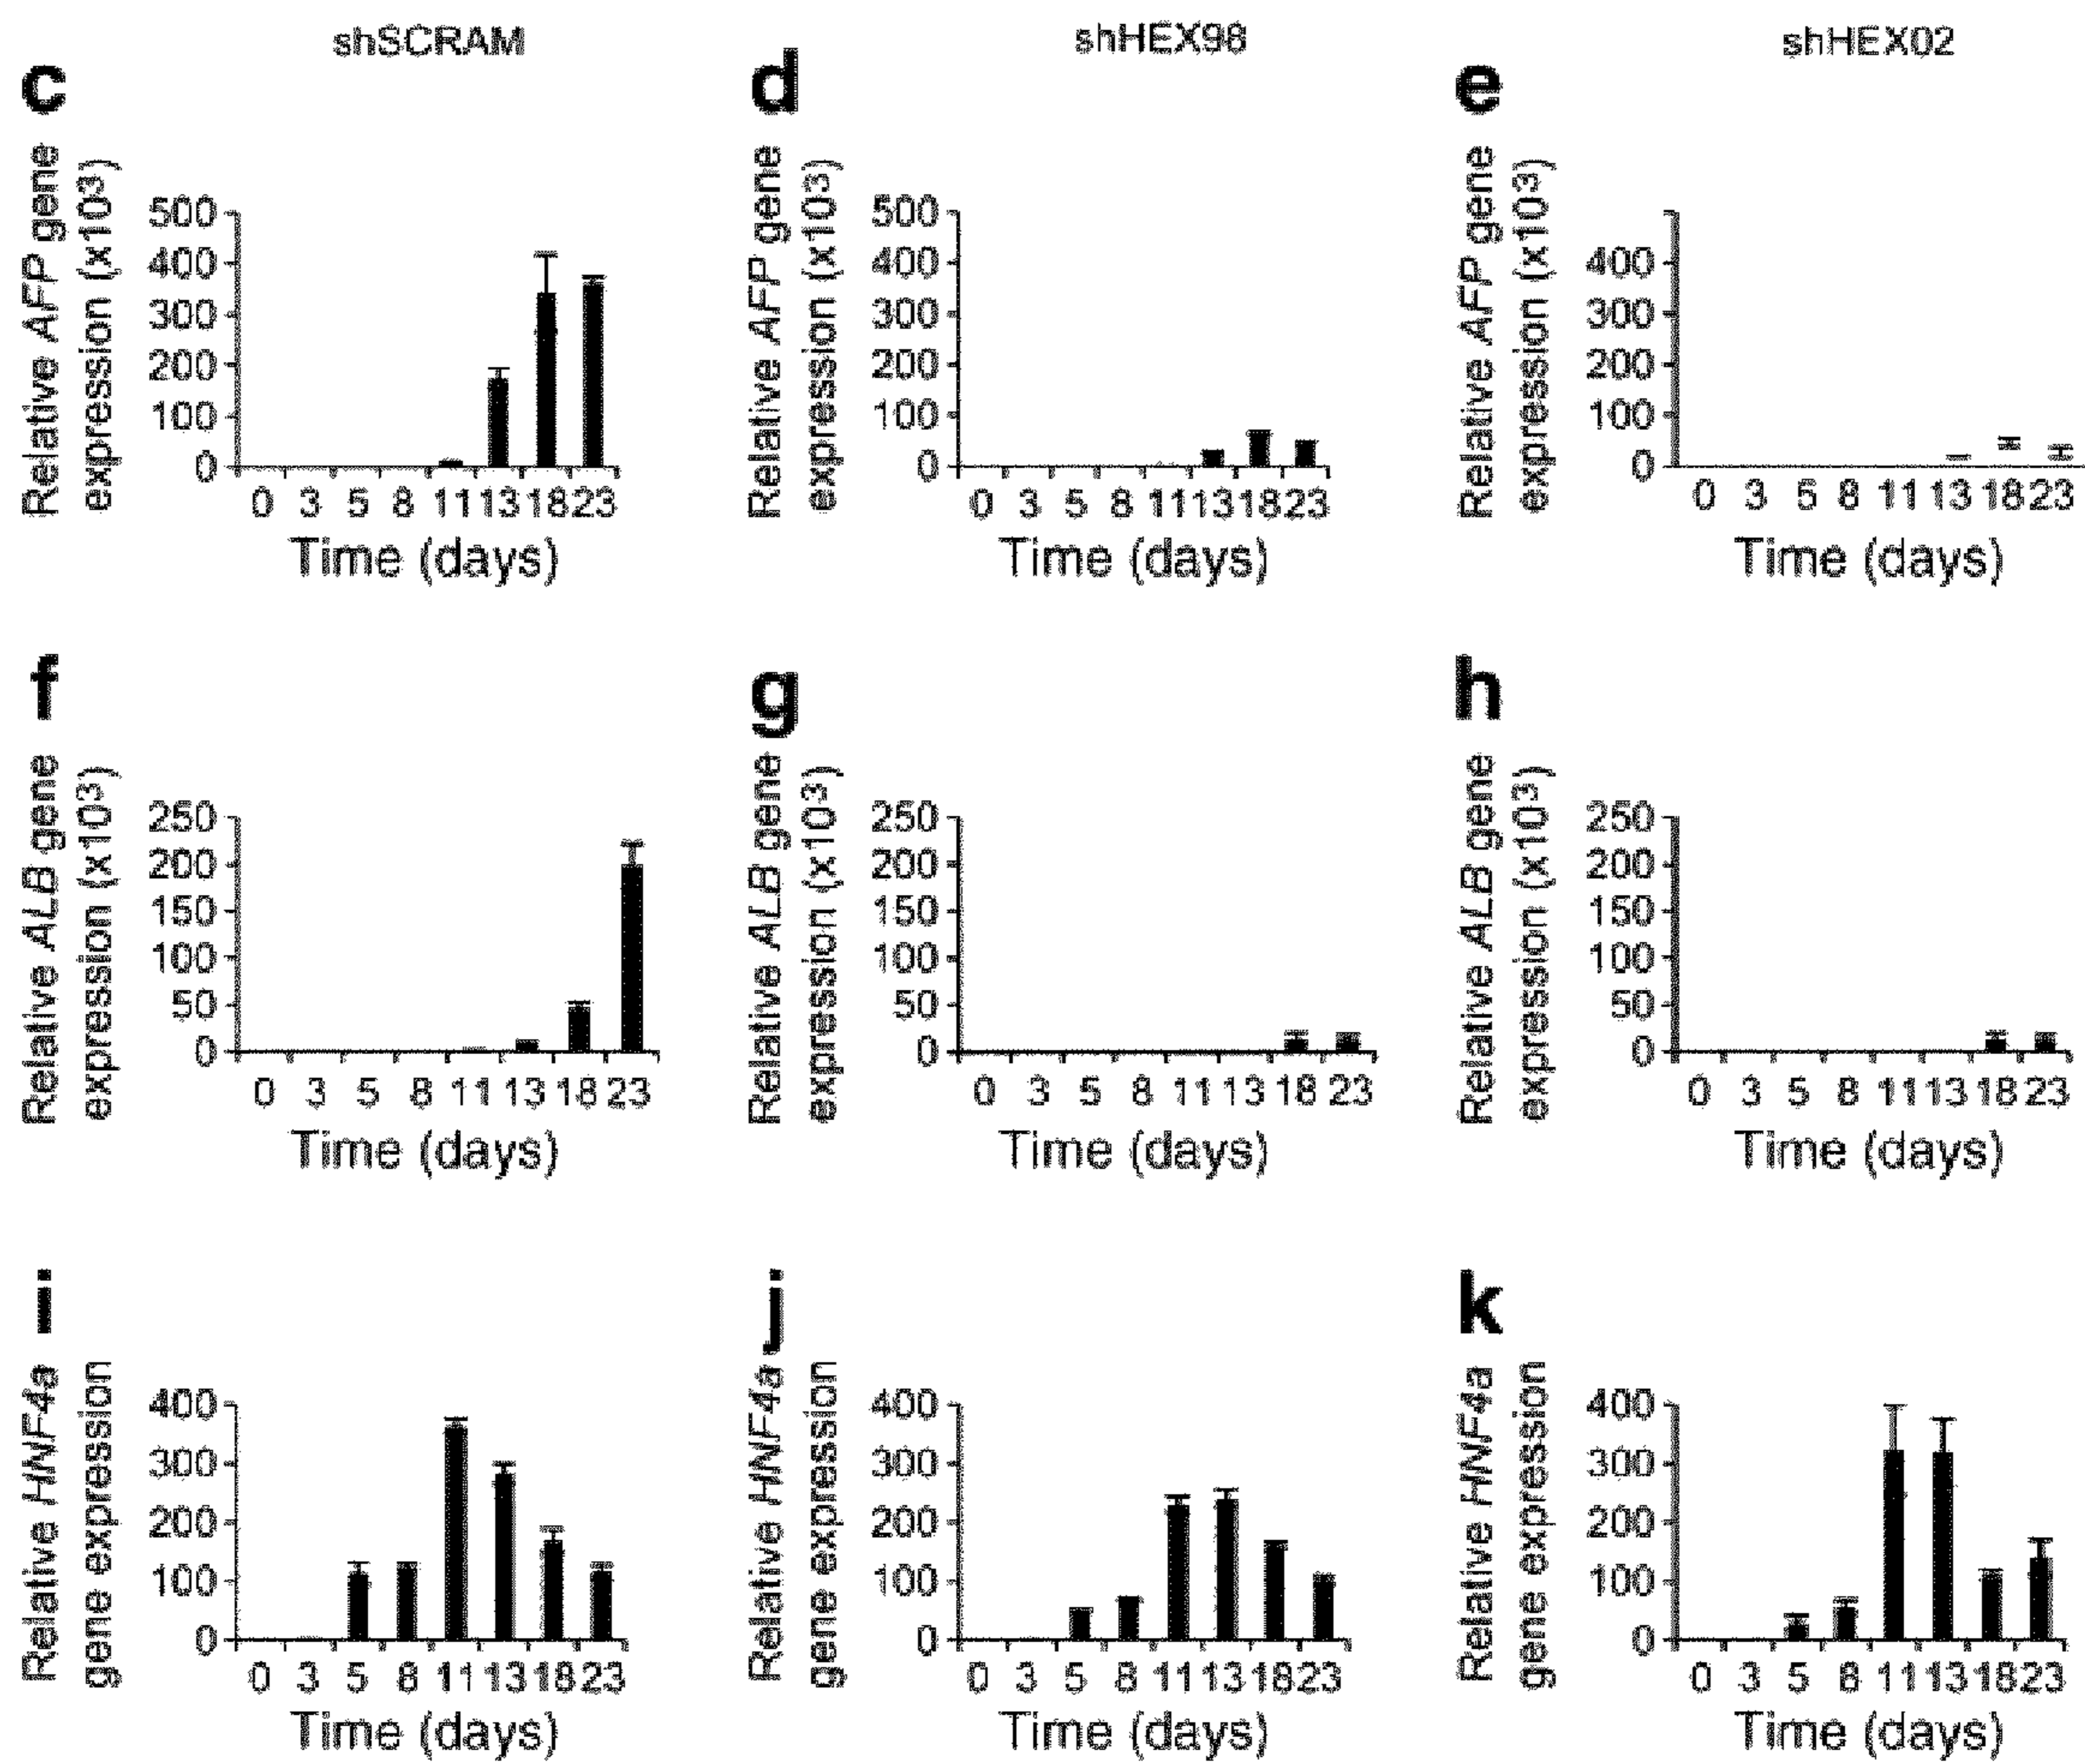 shSCRAM
shHEX98
shHEX02
c
Relative AFP gene
expression (x10³)
500
400
300
200
100
0
0 3 5 8 11 13 18 23
Time (days)
d
Relative AFP gene
expression (x10³)
500
400
300
200
100
0
0 3 5 8 11 13 18 23
Time (days)
e
Relative AFP gene
expression (x10³)
400
300
200
100
0
0 3 5 8 11 13 18 23
Time (days)
f
Relative ALB gene
expression (x10³)
250
200
150
100
50
0
0 3 5 8 11 13 18 23
Time (days)
g
Relative ALB gene
expression (x10³)
250
200
150
100
50
0
0 3 5 8 11 13 18 23
Time (days)
h
Relative ALB gene
expression (x10³)
250
200
150
100
50
0
0 3 5 8 11 13 18 23
Time (days)
i
Relative HNF4a
gene expression
400
300
200
100
0
0 3 5 8 11 13 18 23
Time (days)
j
Relative HNF4a
gene expression
400
300
200
100
0
0 3 5 8 11 13 18 23
Time (days)
k
Relative HNF4a
gene expression
400
300
200
100
0
0 3 5 8 11 13 18 23
Time (days)